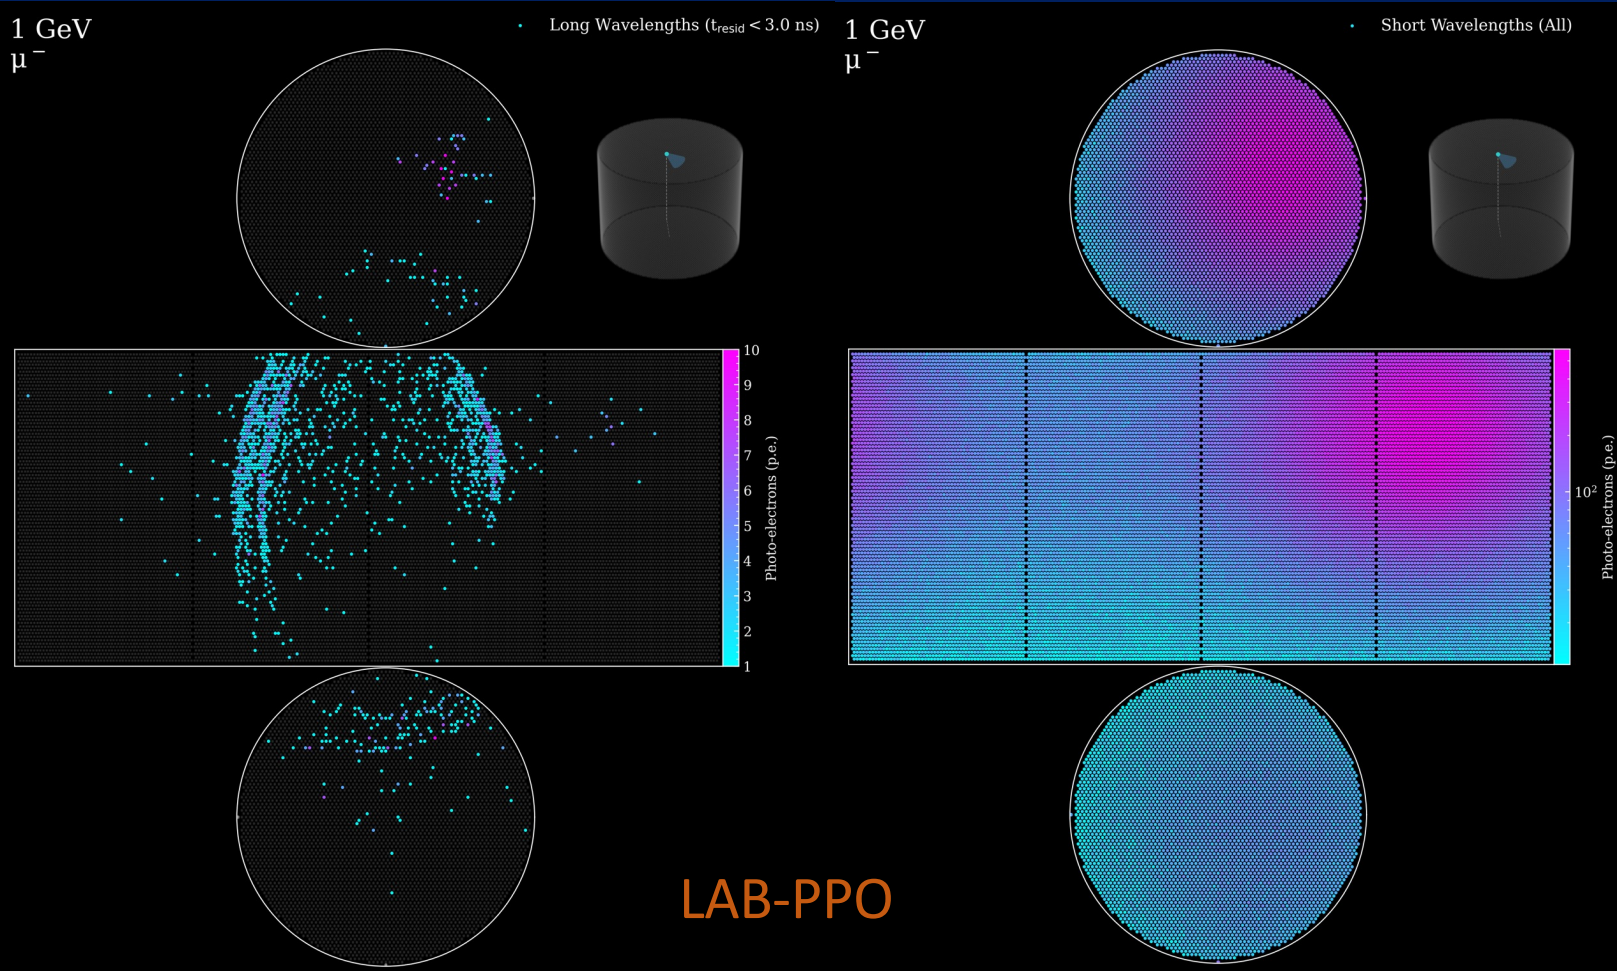 1 GeV
μ⁻
Long Wavelengths (t_resid < 3.0 ns)
10
9
8
7
6
5
4
3
2
1
Photo-electrons (p.e.)
1 GeV
μ⁻
Short Wavelengths (All)
10²
Photo-electrons (p.e.)
LAB-PPO